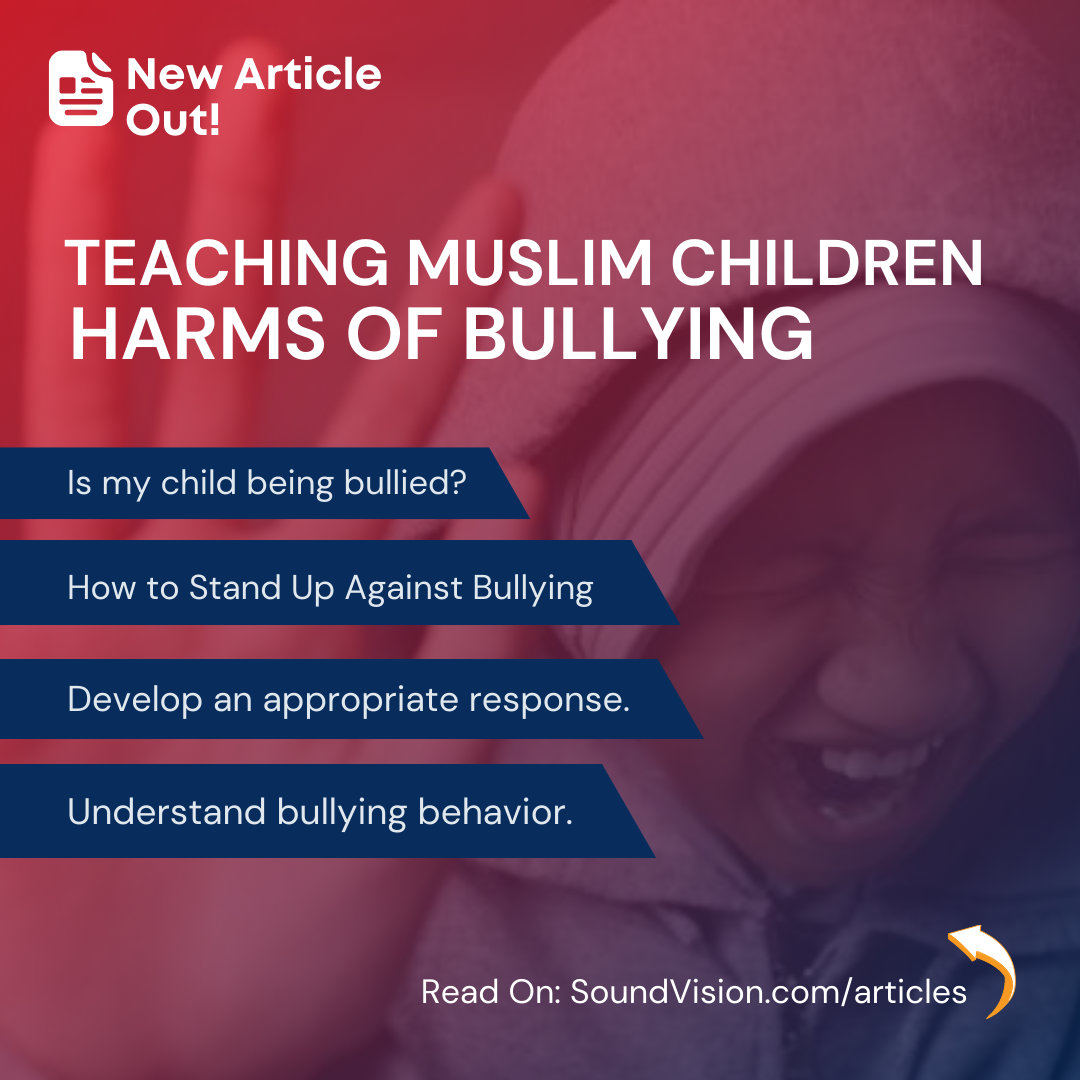 New Article
Out!
TEACHING MUSLIM CHILDREN
HARMS OF BULLYING
Is my child being bullied?
How to Stand Up Against Bullying
Develop an appropriate response.
Understand bullying behavior.
Read On: SoundVision.com/articles